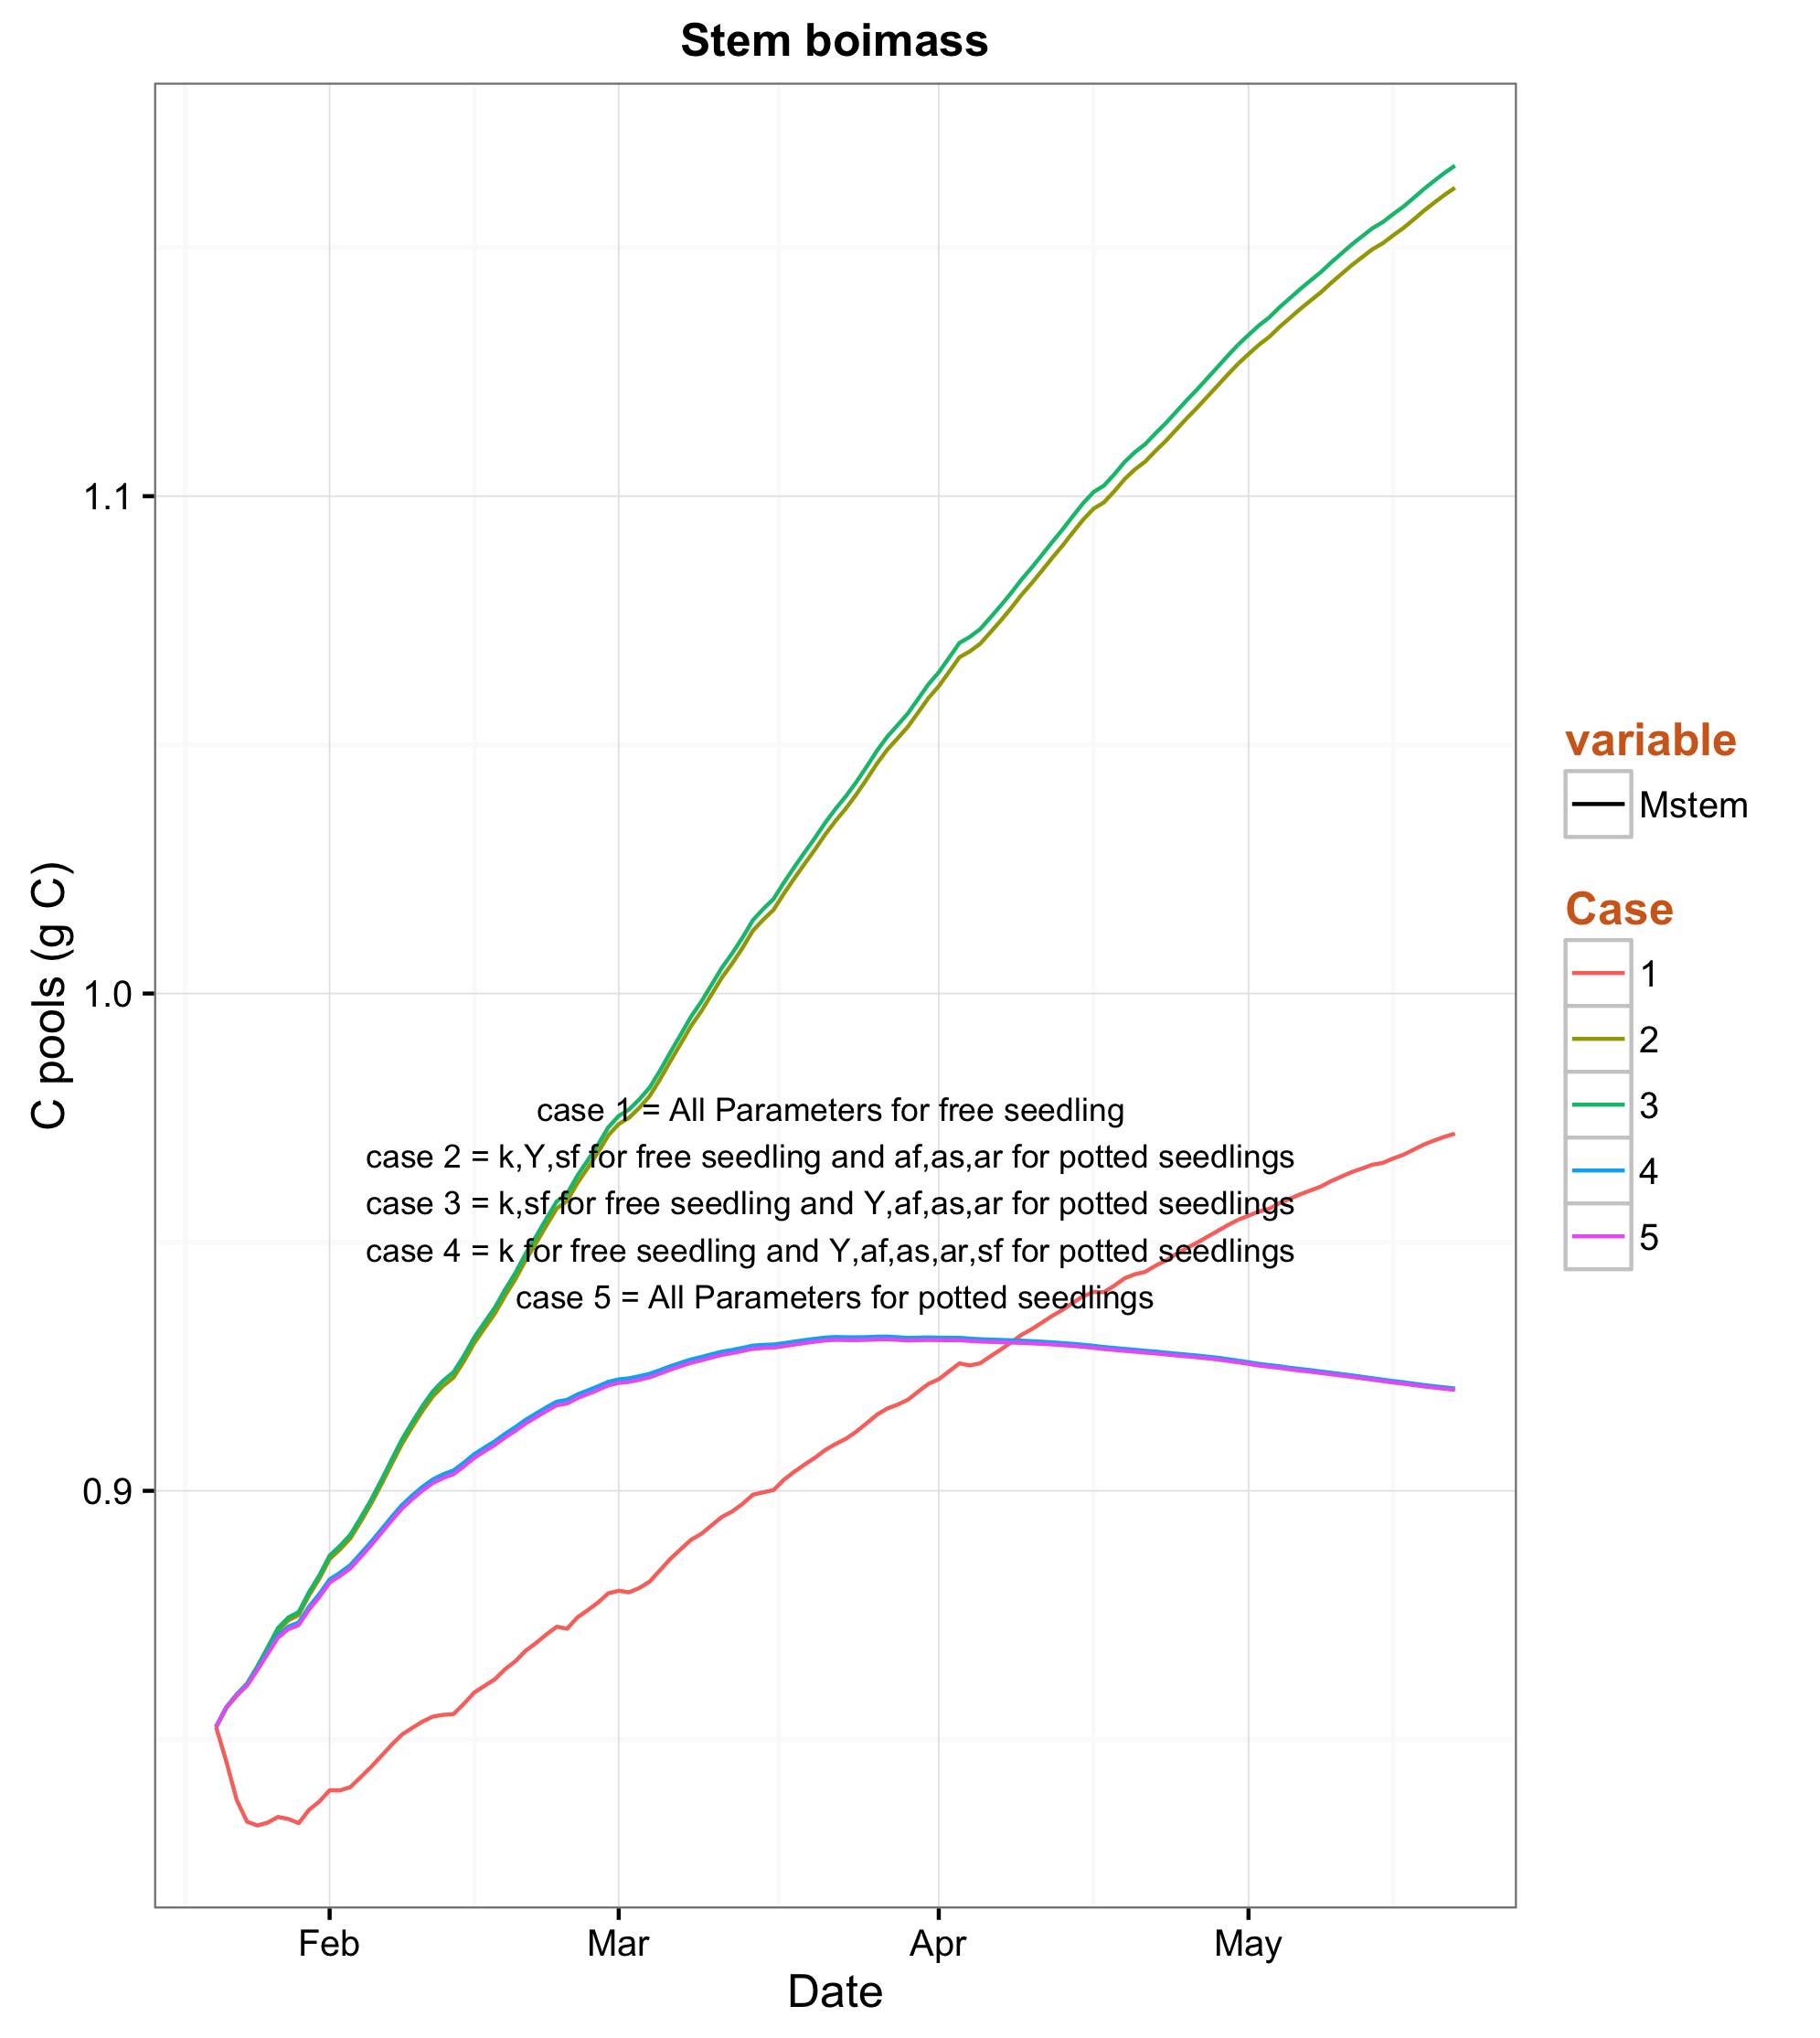 Stem boimass
C pools (g C)
1.1
1.0
0.9
case 1 = All Parameters for free seedling
case 2 = k,Y,sf for free seedling and af,as,ar for potted seedlings
case 3 = k,sf for free seedling and Y,af,as,ar for potted seedlings
case 4 = k for free seedling and Y,af,as,ar,sf for potted seedlings
case 5 = All Parameters for potted seedlings
Feb
Mar
Apr
May
Date
variable
Mstem
Case
1
2
3
4
5